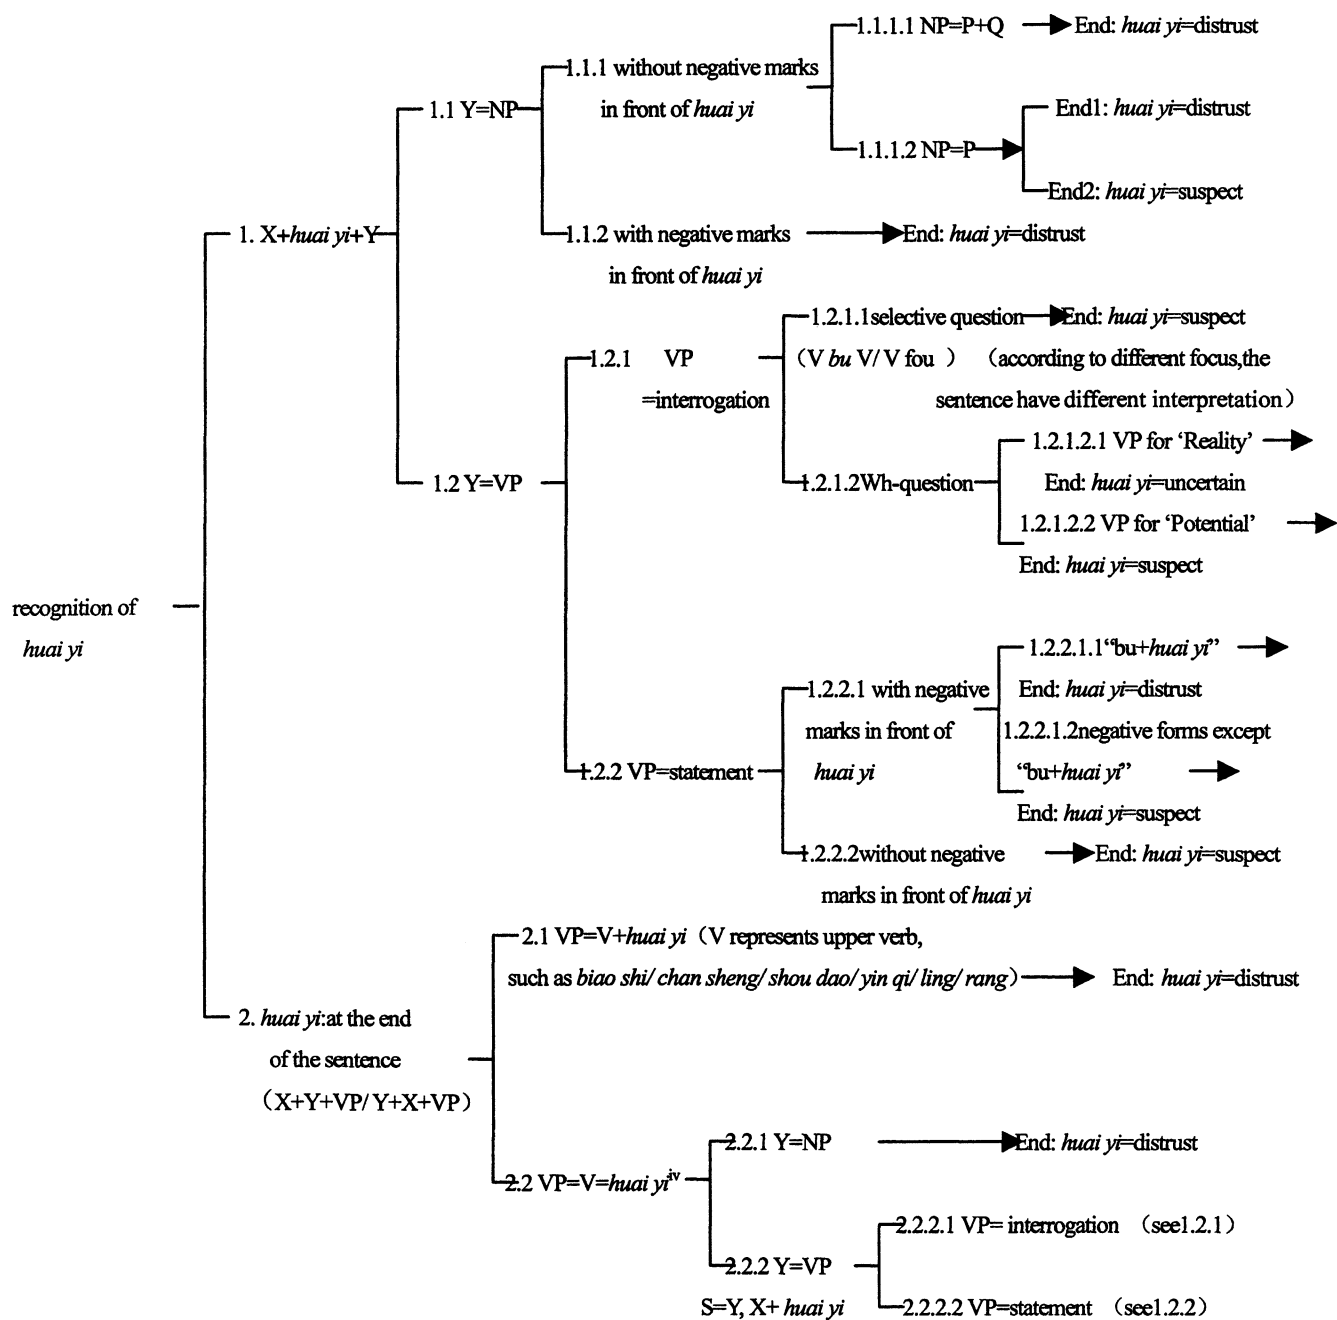 1.1.1.1 NP=P+Q End: huai yi=distrust
1.1.1 without negative marks
in front of huai yi
1.1 Y=NP
End1: huai yi=distrust
1.1.1.2 NP=P
End2: huai yi=suspect
1. X+huai yi+Y
1.1.2 with negative marks End: huai yi=distrust
in front of huai yi
1.2.1.1selective question End: huai yi=suspect
1.2.1 VP
=interrogation
(V bu V/ V fou ) (according to different focus,the
sentence have different interpretation)
1.2.1.2.1 VP for ‘Reality’
1.2 Y=VP
1.2.1.2Wh-question
End: huai yi=uncertain
1.2.1.2.2 VP for ‘Potential’
End: huai yi=suspect
recognition of
huai yi
1.2.2.1.1“bu+huai yi”
1.2.2.1 with negative
marks in front of
huai yi
End: huai yi=distrust
1.2.2.1.2negative forms except
“bu+huai yi”
1.2.2 VP=statement
End: huai yi=suspect
1.2.2.2without negative End: huai yi=suspect
marks in front of huai yi
2.1 VP=V+huai yi (V represents upper verb,
such as biao shi/ chan sheng/ shou dao/ yin qi/ ling/ rang) End: huai yi=distrust
2. huai yi:at the end
of the sentence
(X+Y+VP/ Y+X+VP)
2.2.1 Y=NP End: huai yi=distrust
2.2 VP=V=huai yi iv
2.2.2.1 VP= interrogation (see1.2.1)
2.2.2 Y=VP
S=Y, X+ huai yi
2.2.2.2 VP=statement (see1.2.2)